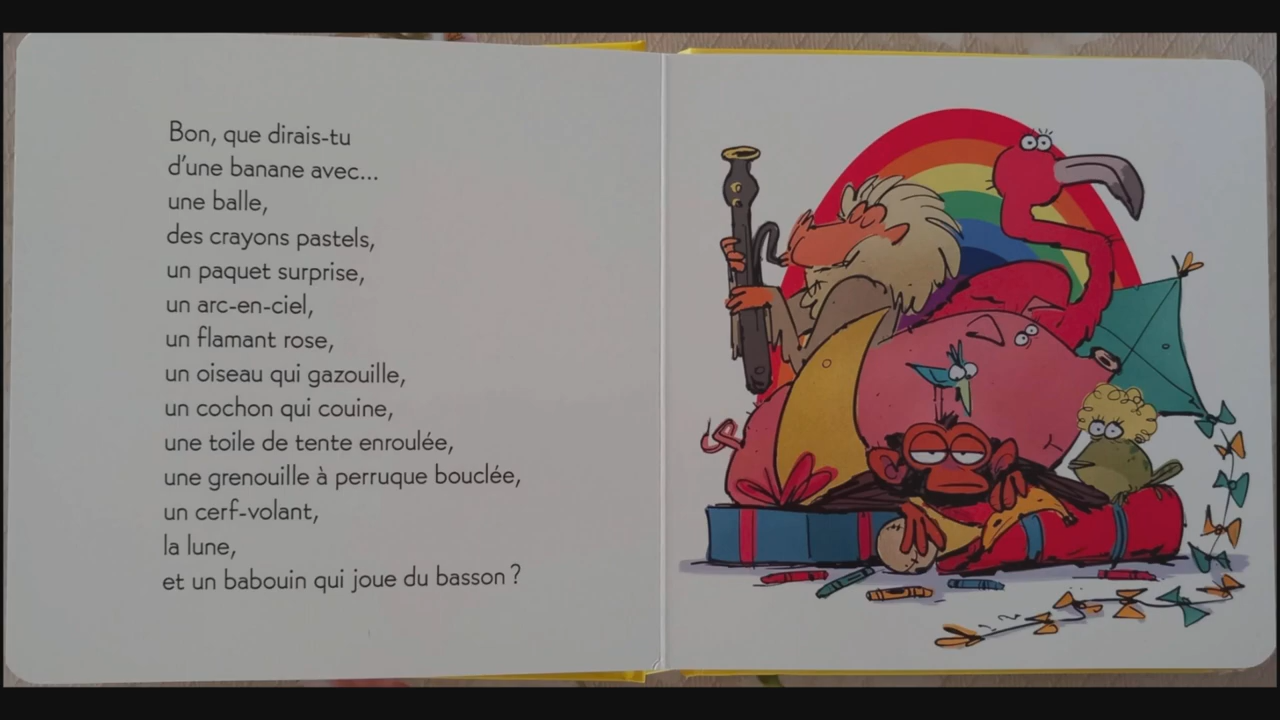 Bon, que dirais-tu
d'une banane avec...
une balle,
des crayons pastels,
un paquet surprise,
un arc-en-ciel,
un flamant rose,
un oiseau qui gazouille,
un cochon qui couine,
une toile de tente enroulée,
une grenouille à perruque bouclée,
un cerf-volant,
la lune,
et un babouin qui joue du basson ?